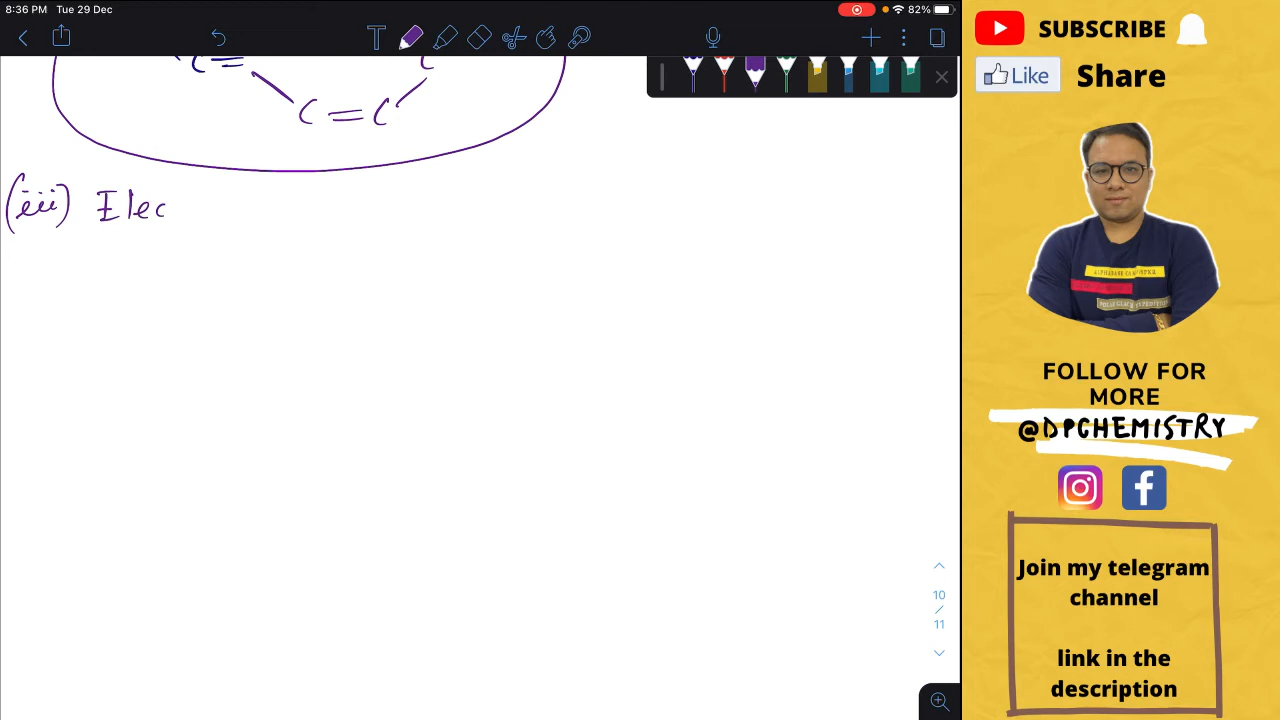 8:36 PM Tue 29 Dec
82%
C = C
(iii) Elec
10
/
11
SUBSCRIBE
Like
Share
FOLLOW FOR
MORE
@DPCHEMISTRY
Join my telegram
channel
link in the
description